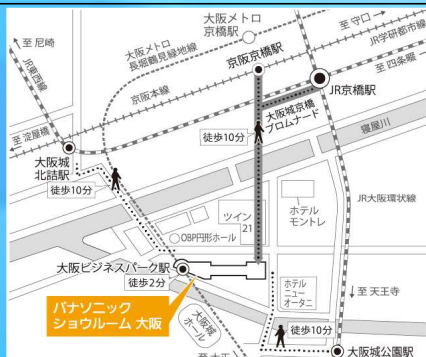 大阪メトロ
京橋駅
至 守口
至 尼崎
大阪メトロ
長堀鶴見緑地線
京阪京橋駅
JR学研都市線
至 四条畷
JR東西線
京阪本線
JR京橋駅
至 淀屋橋
大阪城京橋
プロムナード
徒歩10分
寝屋川
大阪城
北詰駅
徒歩10分
ツイン
21
ホテル
モントレ
JR大阪環状線
OBP円形ホール
大阪ビジネスパーク駅
徒歩2分
ホテル
ニュー
オータニ
至 天王寺
パナソニック
ショウルーム 大阪
大阪城
ホール
徒歩10分
大阪城公園駅